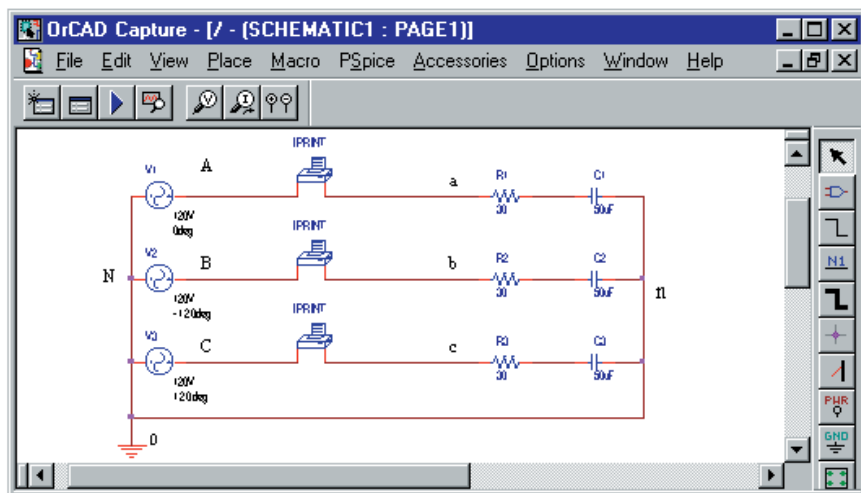 OrCAD Capture - [/ - (SCHEMATIC1 : PAGE1)]
File Edit View Place Macro PSpice Accessories Options Window Help
V I
IPRINT
V1 A a R1 C1
30 50uF
120V
0deg
IPRINT
V2 B b R2 C2
N n
30 50uF
120V
-120deg
IPRINT
V3 C c R3 C3
30 50uF
120V
120deg
0
N1
PWR
GND